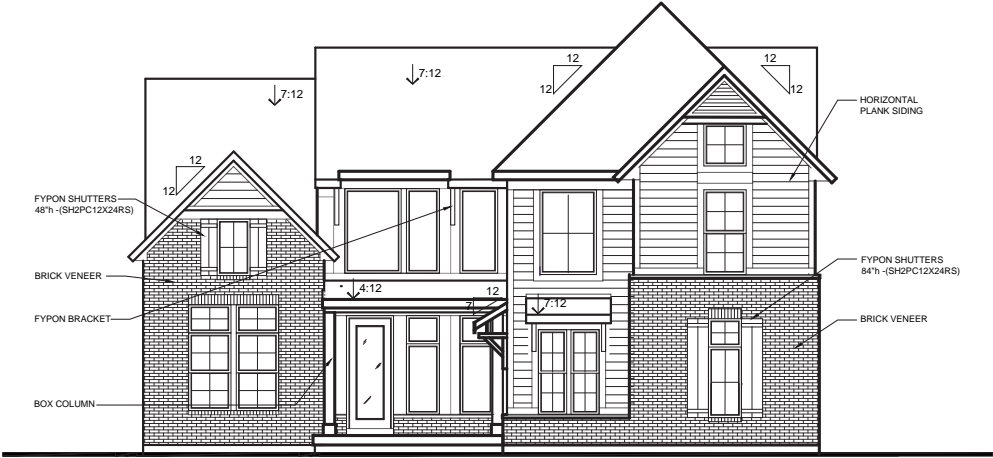 12
12
12
12
7:12
7:12
HORIZONTAL
PLANK SIDING
12
12
FYPON SHUTTERS
48"h -(SH2PC12X24RS)
BRICK VENEER
FYPON SHUTTERS
84"h -(SH2PC12X24RS)
4:12
12
7
7:12
FYPON BRACKET
BRICK VENEER
BOX COLUMN